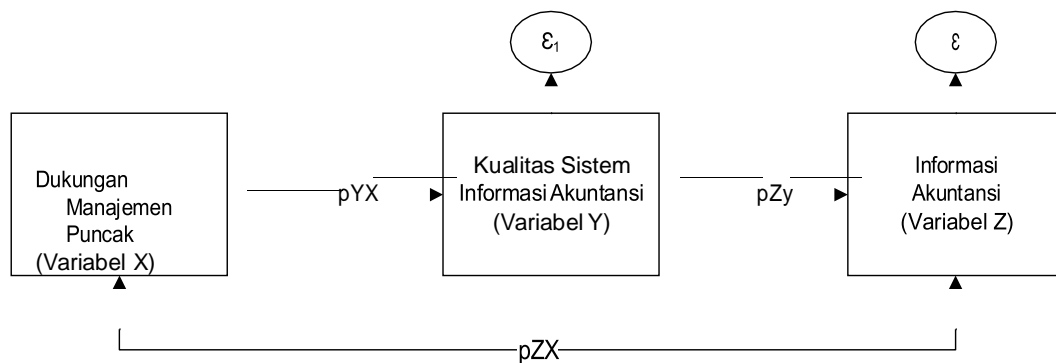 ε₁
ε
Dukungan
Manajemen
Puncak
(Variabel X)
pYX
Kualitas Sistem
Informasi Akuntansi
(Variabel Y)
pZy
Informasi
Akuntansi
(Variabel Z)
pZX